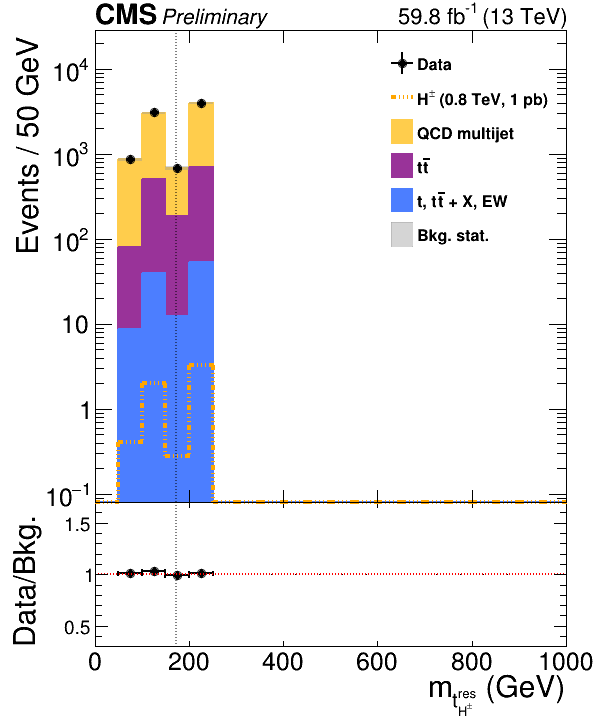 CMS Preliminary 59.8 fb⁻¹ (13 TeV)
Events / 50 GeV
10⁴
10³
10²
10
1
10⁻¹
Data
H± (0.8 TeV, 1 pb)
QCD multijet
tt̄
t, tt̄ + X, EW
Bkg. stat.
Data/Bkg.
1.5
1
0.5
0 200 400 600 800 1000
m_{t^{res}_{H^±}} (GeV)